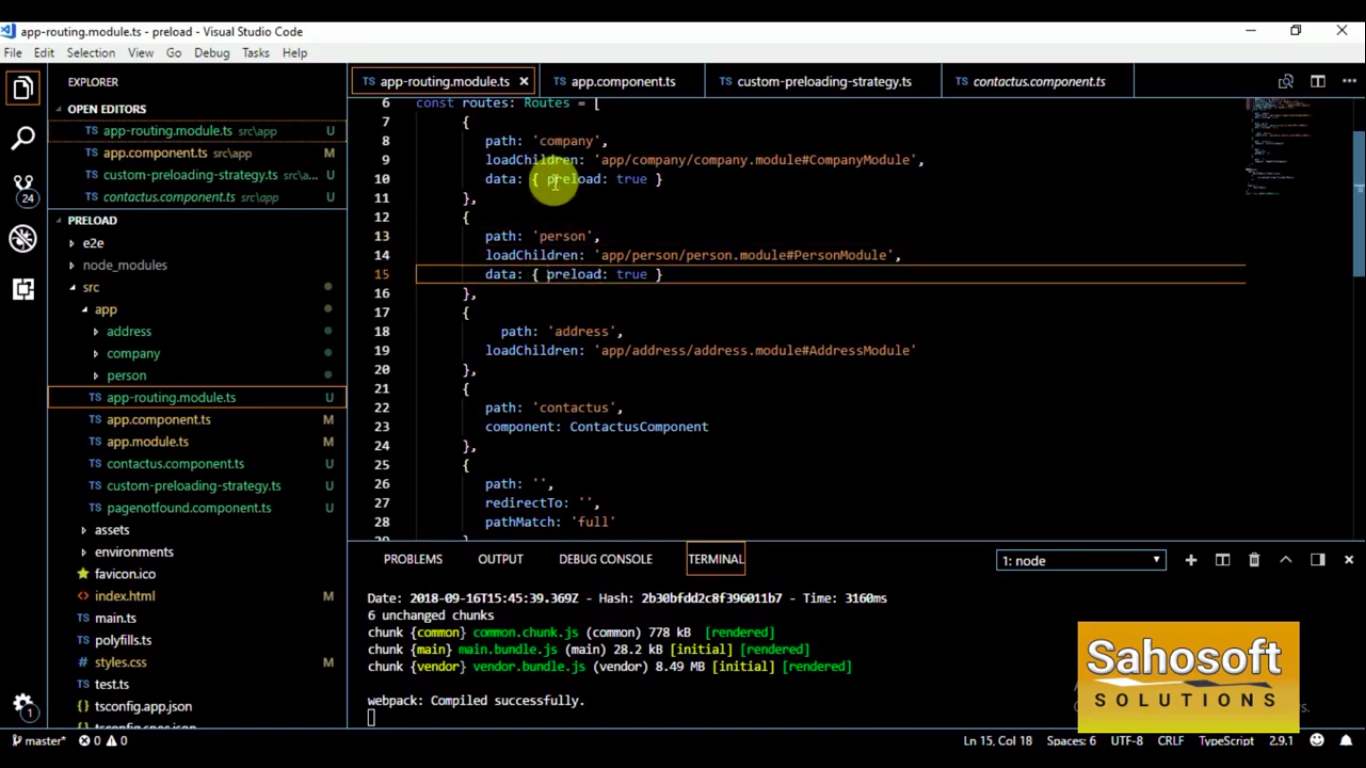 app-routing.module.ts - preload - Visual Studio Code
File Edit Selection View Go Debug Tasks Help
EXPLORER
OPEN EDITORS
TS app-routing.module.ts src\app U
TS app.component.ts src\app M
TS custom-preloading-strategy.ts src\a... U
TS contactus.component.ts src\app U
24
PRELOAD
e2e
node_modules
src
app
address
company
person
TS app-routing.module.ts U
TS app.component.ts M
TS app.module.ts M
TS contactus.component.ts U
TS custom-preloading-strategy.ts U
TS pagenotfound.component.ts U
assets
environments
favicon.ico
<> index.html M
TS main.ts
TS polyfills.ts
# styles.css M
TS test.ts
{} tsconfig.app.json
{} tsconfig.spec.json
1
TS app-routing.module.ts × TS app.component.ts TS custom-preloading-strategy.ts TS contactus.component.ts
6 const routes: Routes = [
7 {
8 path: 'company',
9 loadChildren: 'app/company/company.module#CompanyModule',
10 data: { preload: true }
11 },
12 {
13 path: 'person',
14 loadChildren: 'app/person/person.module#PersonModule',
15 data: { preload: true }
16 },
17 {
18 path: 'address',
19 loadChildren: 'app/address/address.module#AddressModule'
20 },
21 {
22 path: 'contactus',
23 component: ContactusComponent
24 },
25 {
26 path: '',
27 redirectTo: '',
28 pathMatch: 'full'
PROBLEMS OUTPUT DEBUG CONSOLE TERMINAL 1: node
Date: 2018-09-16T15:45:39.369Z - Hash: 2b30bfdd2c8f396011b7 - Time: 3160ms
6 unchanged chunks
chunk {common} common.chunk.js (common) 778 kB [rendered]
chunk {main} main.bundle.js (main) 28.2 kB [initial] [rendered]
chunk {vendor} vendor.bundle.js (vendor) 8.49 MB [initial] [rendered]
webpack: Compiled successfully.
Sahosoft
SOLUTIONS
master* 0 0 Ln 15, Col 18 Spaces: 6 UTF-8 CRLF TypeScript 2.9.1